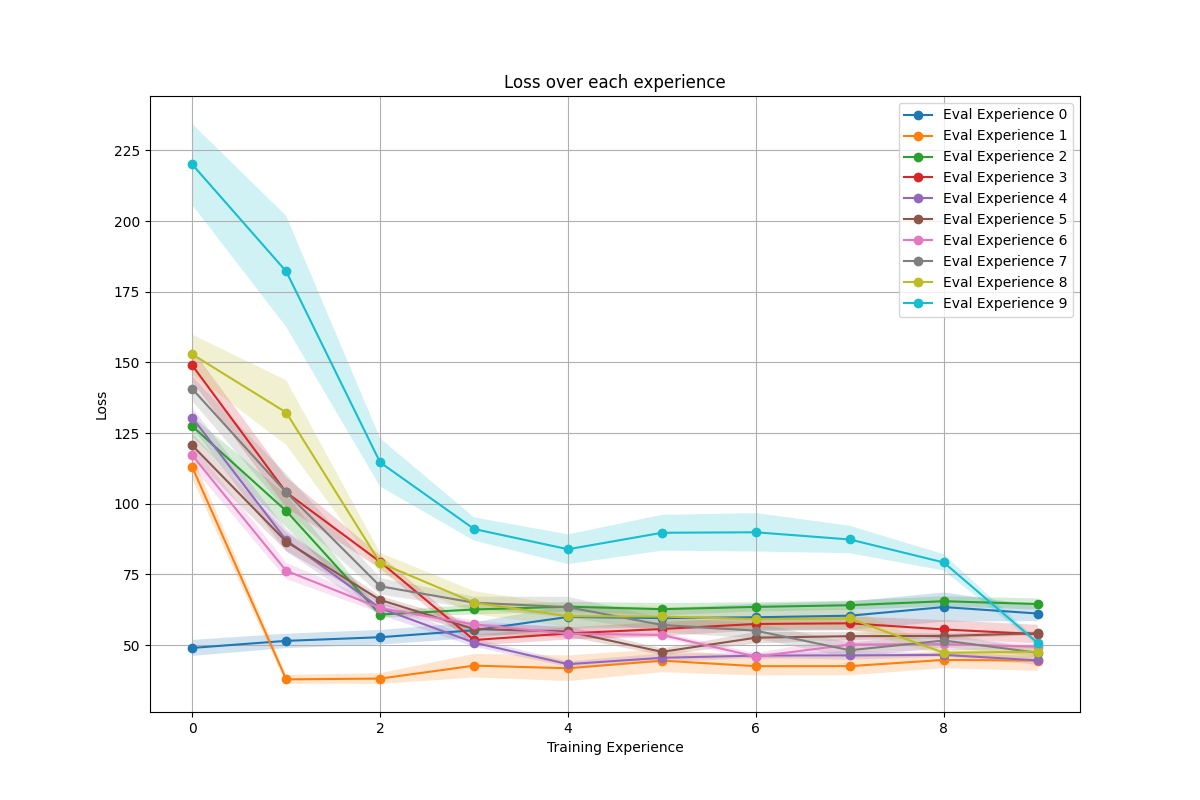 Loss over each experience
225
200
175
150
125
100
75
50
Loss
0
2
4
6
8
Training Experience
Eval Experience 0
Eval Experience 1
Eval Experience 2
Eval Experience 3
Eval Experience 4
Eval Experience 5
Eval Experience 6
Eval Experience 7
Eval Experience 8
Eval Experience 9